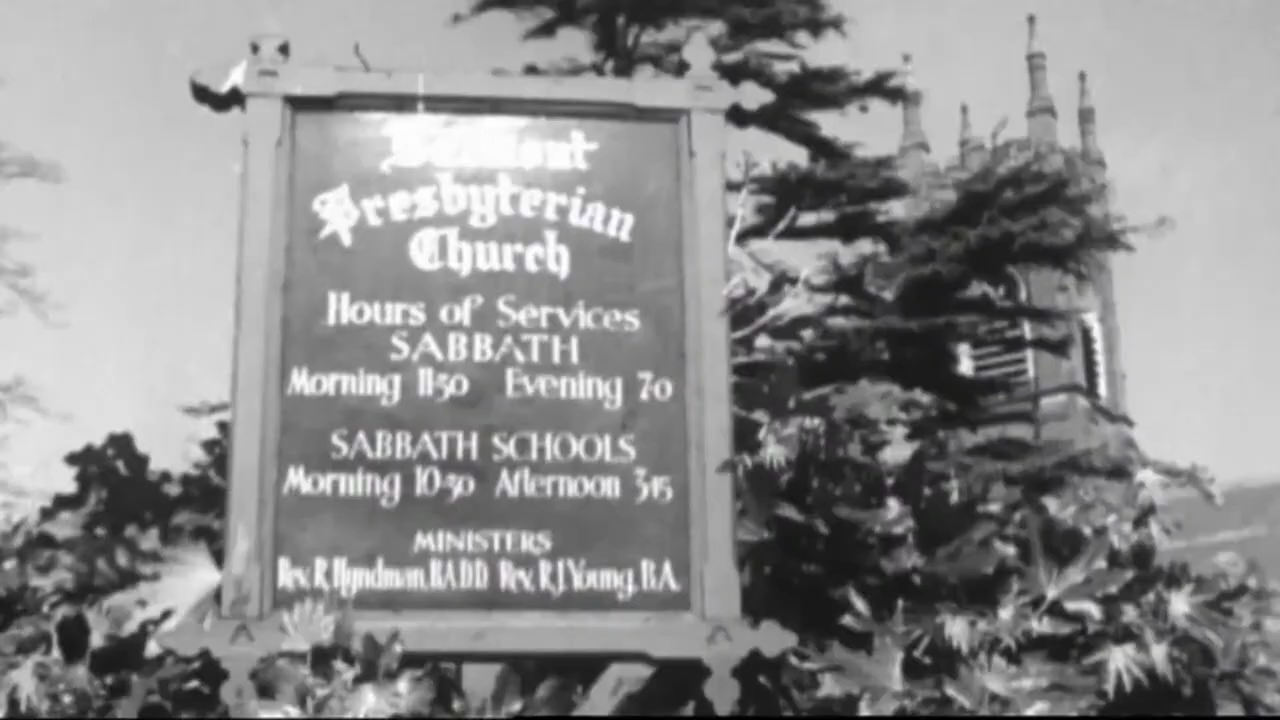 Belmont
Presbyterian
Church
Hours of Services
SABBATH
Morning 11·30 Evening 7·0
SABBATH SCHOOLS
Morning 10·30 Afternoon 3·15
MINISTERS
Rev. R. Hyndman, B.A. D.D. Rev. R.J. Young, B.A.